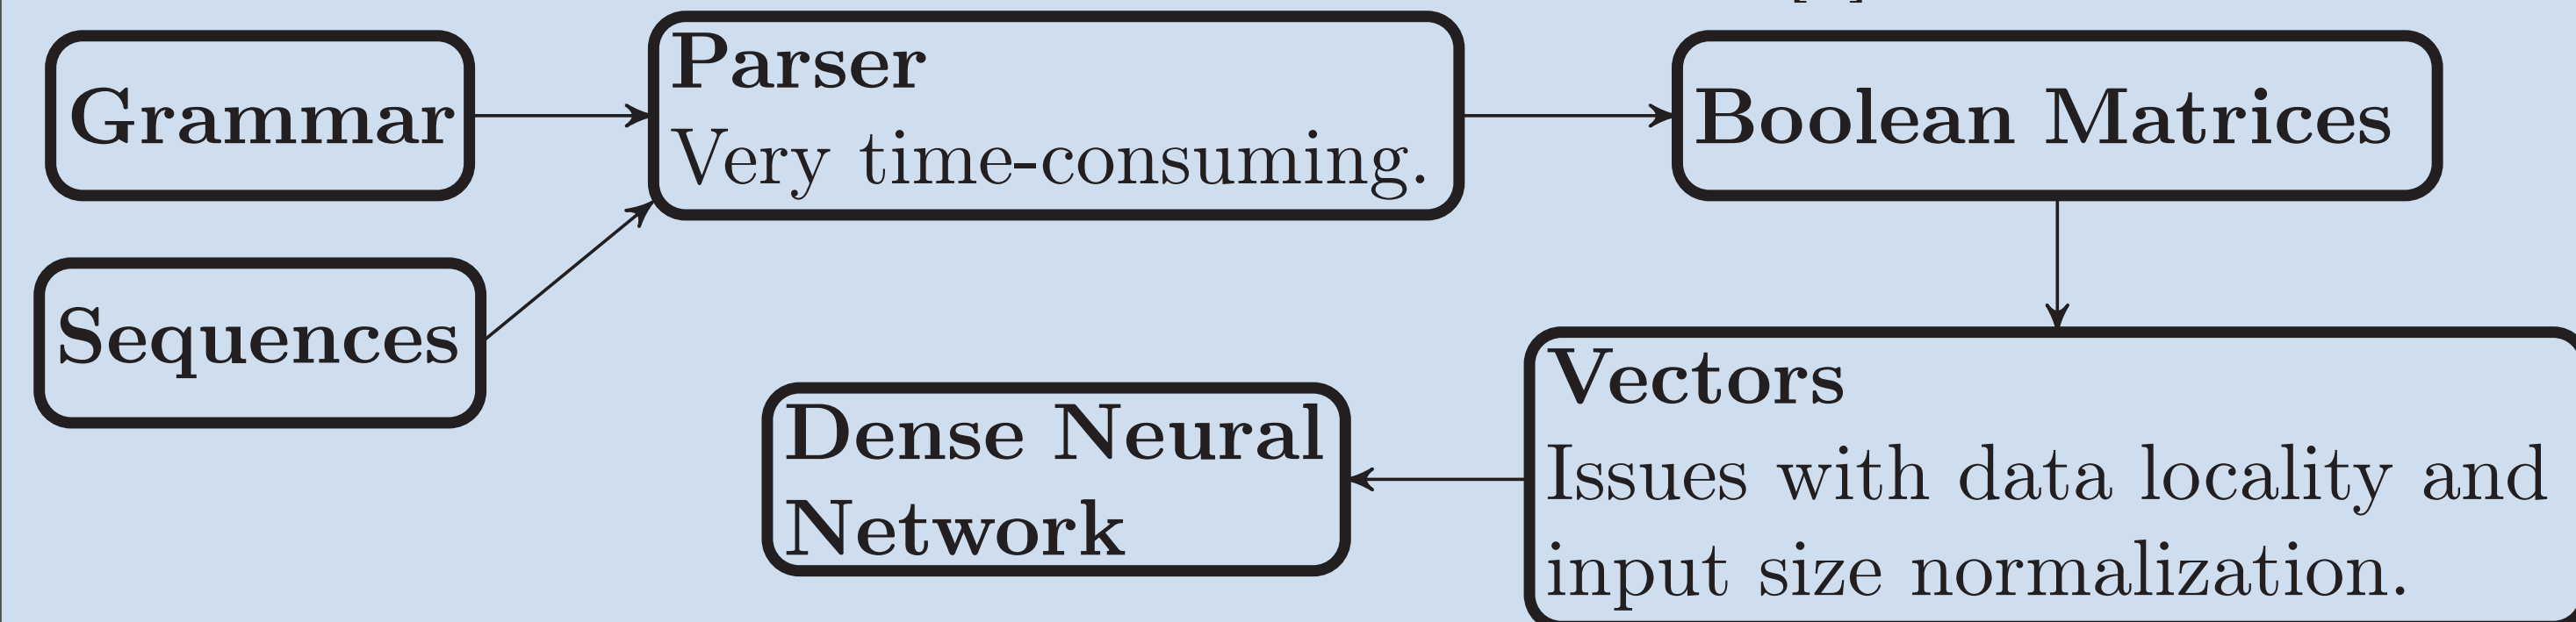 Grammar
Parser
Very time-consuming.
Boolean Matrices
Sequences
Vectors
Issues with data locality and
input size normalization.
Dense Neural
Network